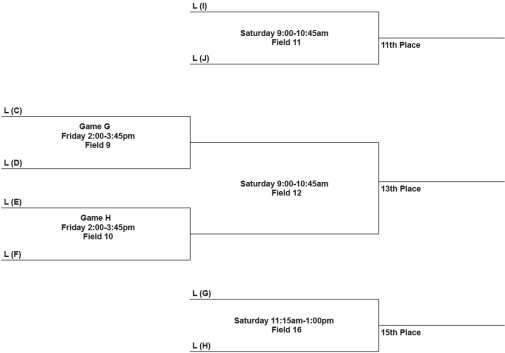 L (I)
Saturday 9:00-10:45am
Field 11
11th Place
L (J)
L (C)
Game G
Friday 2:00-3:45pm
Field 9
L (D)
Saturday 9:00-10:45am
Field 12
13th Place
L (E)
Game H
Friday 2:00-3:45pm
Field 10
L (F)
L (G)
Saturday 11:15am-1:00pm
Field 16
15th Place
L (H)